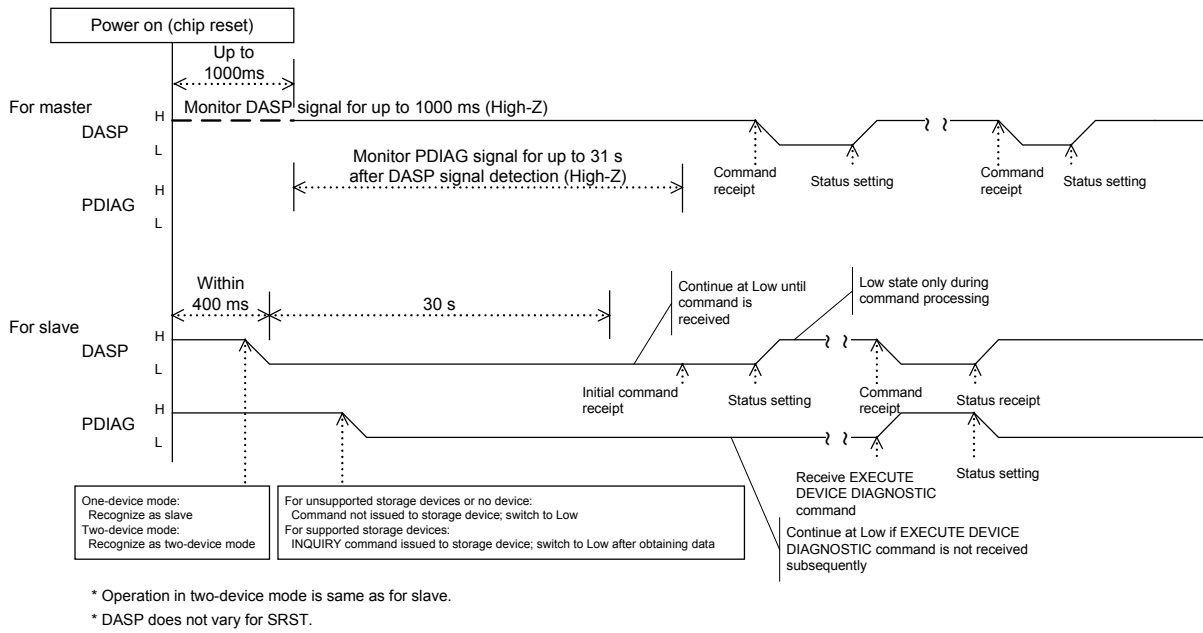 Power on (chip reset)
Up to
1000ms
For master
Monitor DASP signal for up to 1000 ms (High-Z)
DASP
H
L
Monitor PDIAG signal for up to 31 s
after DASP signal detection (High-Z)
PDIAG
H
L
Command
receipt
Status setting
Command
receipt
Status setting
Within
400 ms
30 s
Continue at Low until
command is
received
Low state only during
command processing
For slave
DASP
H
L
Initial command
receipt
Status setting
Command
receipt
Status receipt
PDIAG
H
L
Receive EXECUTE
DEVICE DIAGNOSTIC
command
Status setting
Continue at Low if EXECUTE DEVICE
DIAGNOSTIC command is not received
subsequently
One-device mode:
Recognize as slave
Two-device mode:
Recognize as two-device mode
For unsupported storage devices or no device:
Command not issued to storage device; switch to Low
For supported storage devices:
INQUIRY command issued to storage device; switch to Low after obtaining data
* Operation in two-device mode is same as for slave.
* DASP does not vary for SRST.